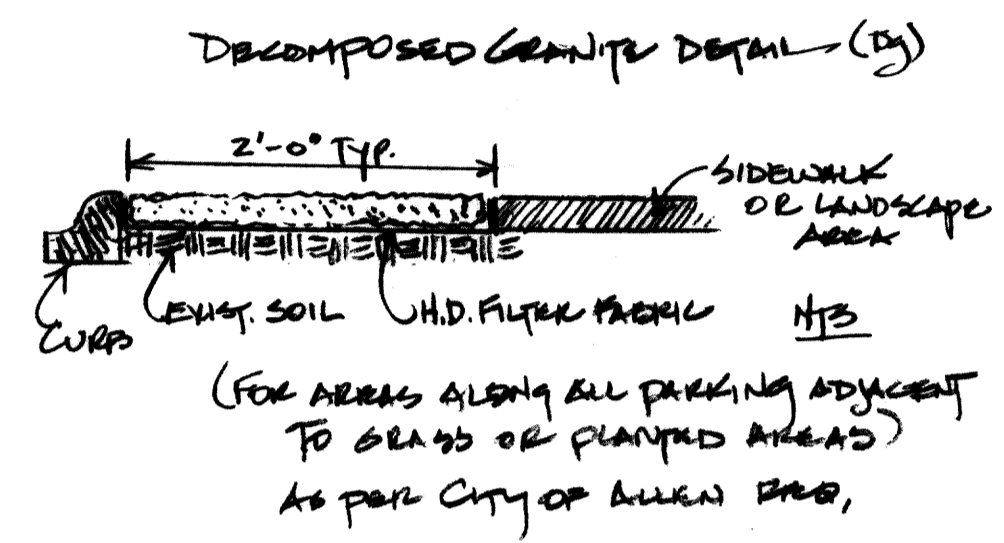 DECOMPOSED GRANITE DETAIL (Dg)
2'-0" TYP.
SIDEWALK
OR LANDSCAPE
AREA
EXIST. SOIL
H.D. FILTER FABRIC
NTS
CURB
(FOR AREAS ALONG ALL PARKING ADJACENT
TO GRASS OR PLANTED AREAS)
AS PER CITY OF ALLEN REQ.